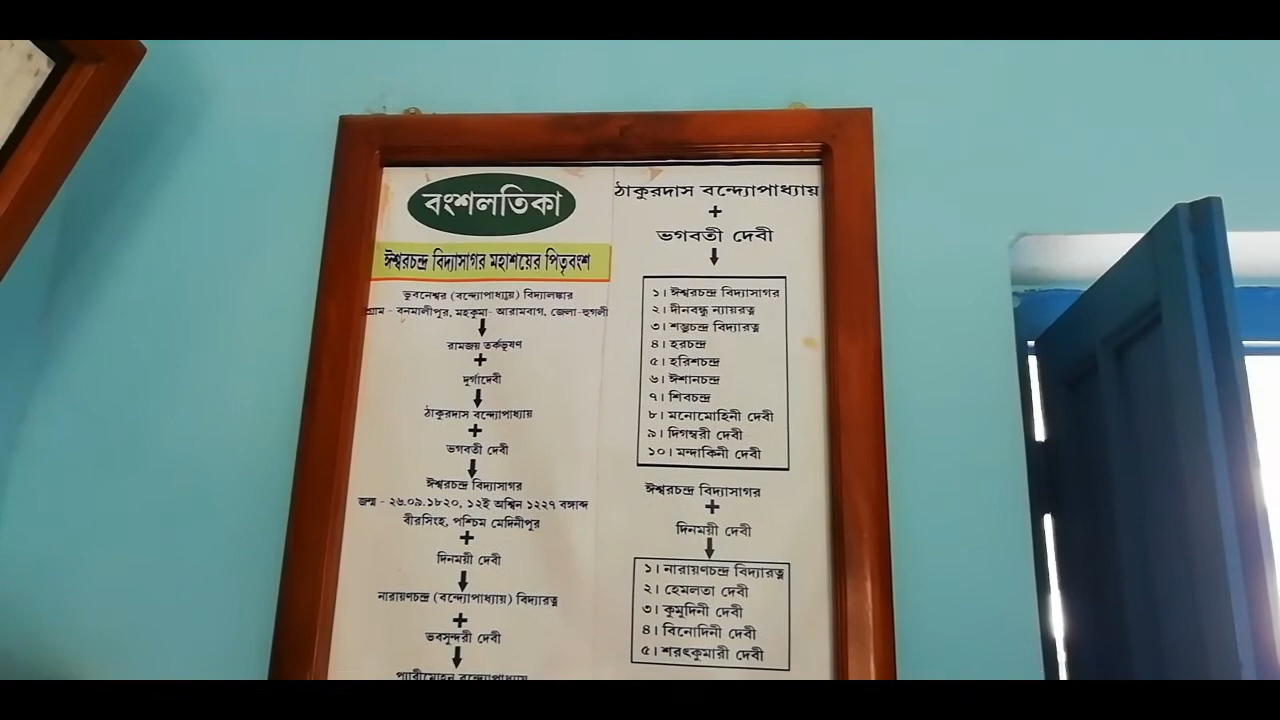 বংশলতিকা
ঈশ্বরচন্দ্র বিদ্যাসাগর মহাশয়ের পিতৃবংশ
ভুবনেশ্বর (বন্দ্যোপাধ্যায়) বিদ্যালঙ্কার
গ্রাম - বনমালীপুর, মহকুমা- আরামবাগ, জেলা-হুগলী
রামজয় তর্কভূষণ
+
দুর্গাদেবী
ঠাকুরদাস বন্দ্যোপাধ্যায়
+
ভগবতী দেবী
ঈশ্বরচন্দ্র বিদ্যাসাগর
জন্ম - ২৬.০৯.১৮২০, ১২ই অশ্বিন ১২২৭ বঙ্গাব্দ
বীরসিংহ, পশ্চিম মেদিনীপুর
+
দিনময়ী দেবী
নারায়ণচন্দ্র (বন্দ্যোপাধ্যায়) বিদ্যারত্ন
+
ভবসুন্দরী দেবী
প্যারীমোহন বন্দ্যোপাধ্যায়
ঠাকুরদাস বন্দ্যোপাধ্যায়
+
ভগবতী দেবী
১। ঈশ্বরচন্দ্র বিদ্যাসাগর
২। দীনবন্ধু ন্যায়রত্ন
৩। শম্ভুচন্দ্র বিদ্যারত্ন
৪। হরচন্দ্র
৫। হরিশচন্দ্র
৬। ঈশানচন্দ্র
৭। শিবচন্দ্র
৮। মনোমোহিনী দেবী
৯। দিগম্বরী দেবী
১০। মন্দাকিনী দেবী
ঈশ্বরচন্দ্র বিদ্যাসাগর
+
দিনময়ী দেবী
১। নারায়ণচন্দ্র বিদ্যারত্ন
২। হেমলতা দেবী
৩। কুমুদিনী দেবী
৪। বিনোদিনী দেবী
৫। শরৎকুমারী দেবী